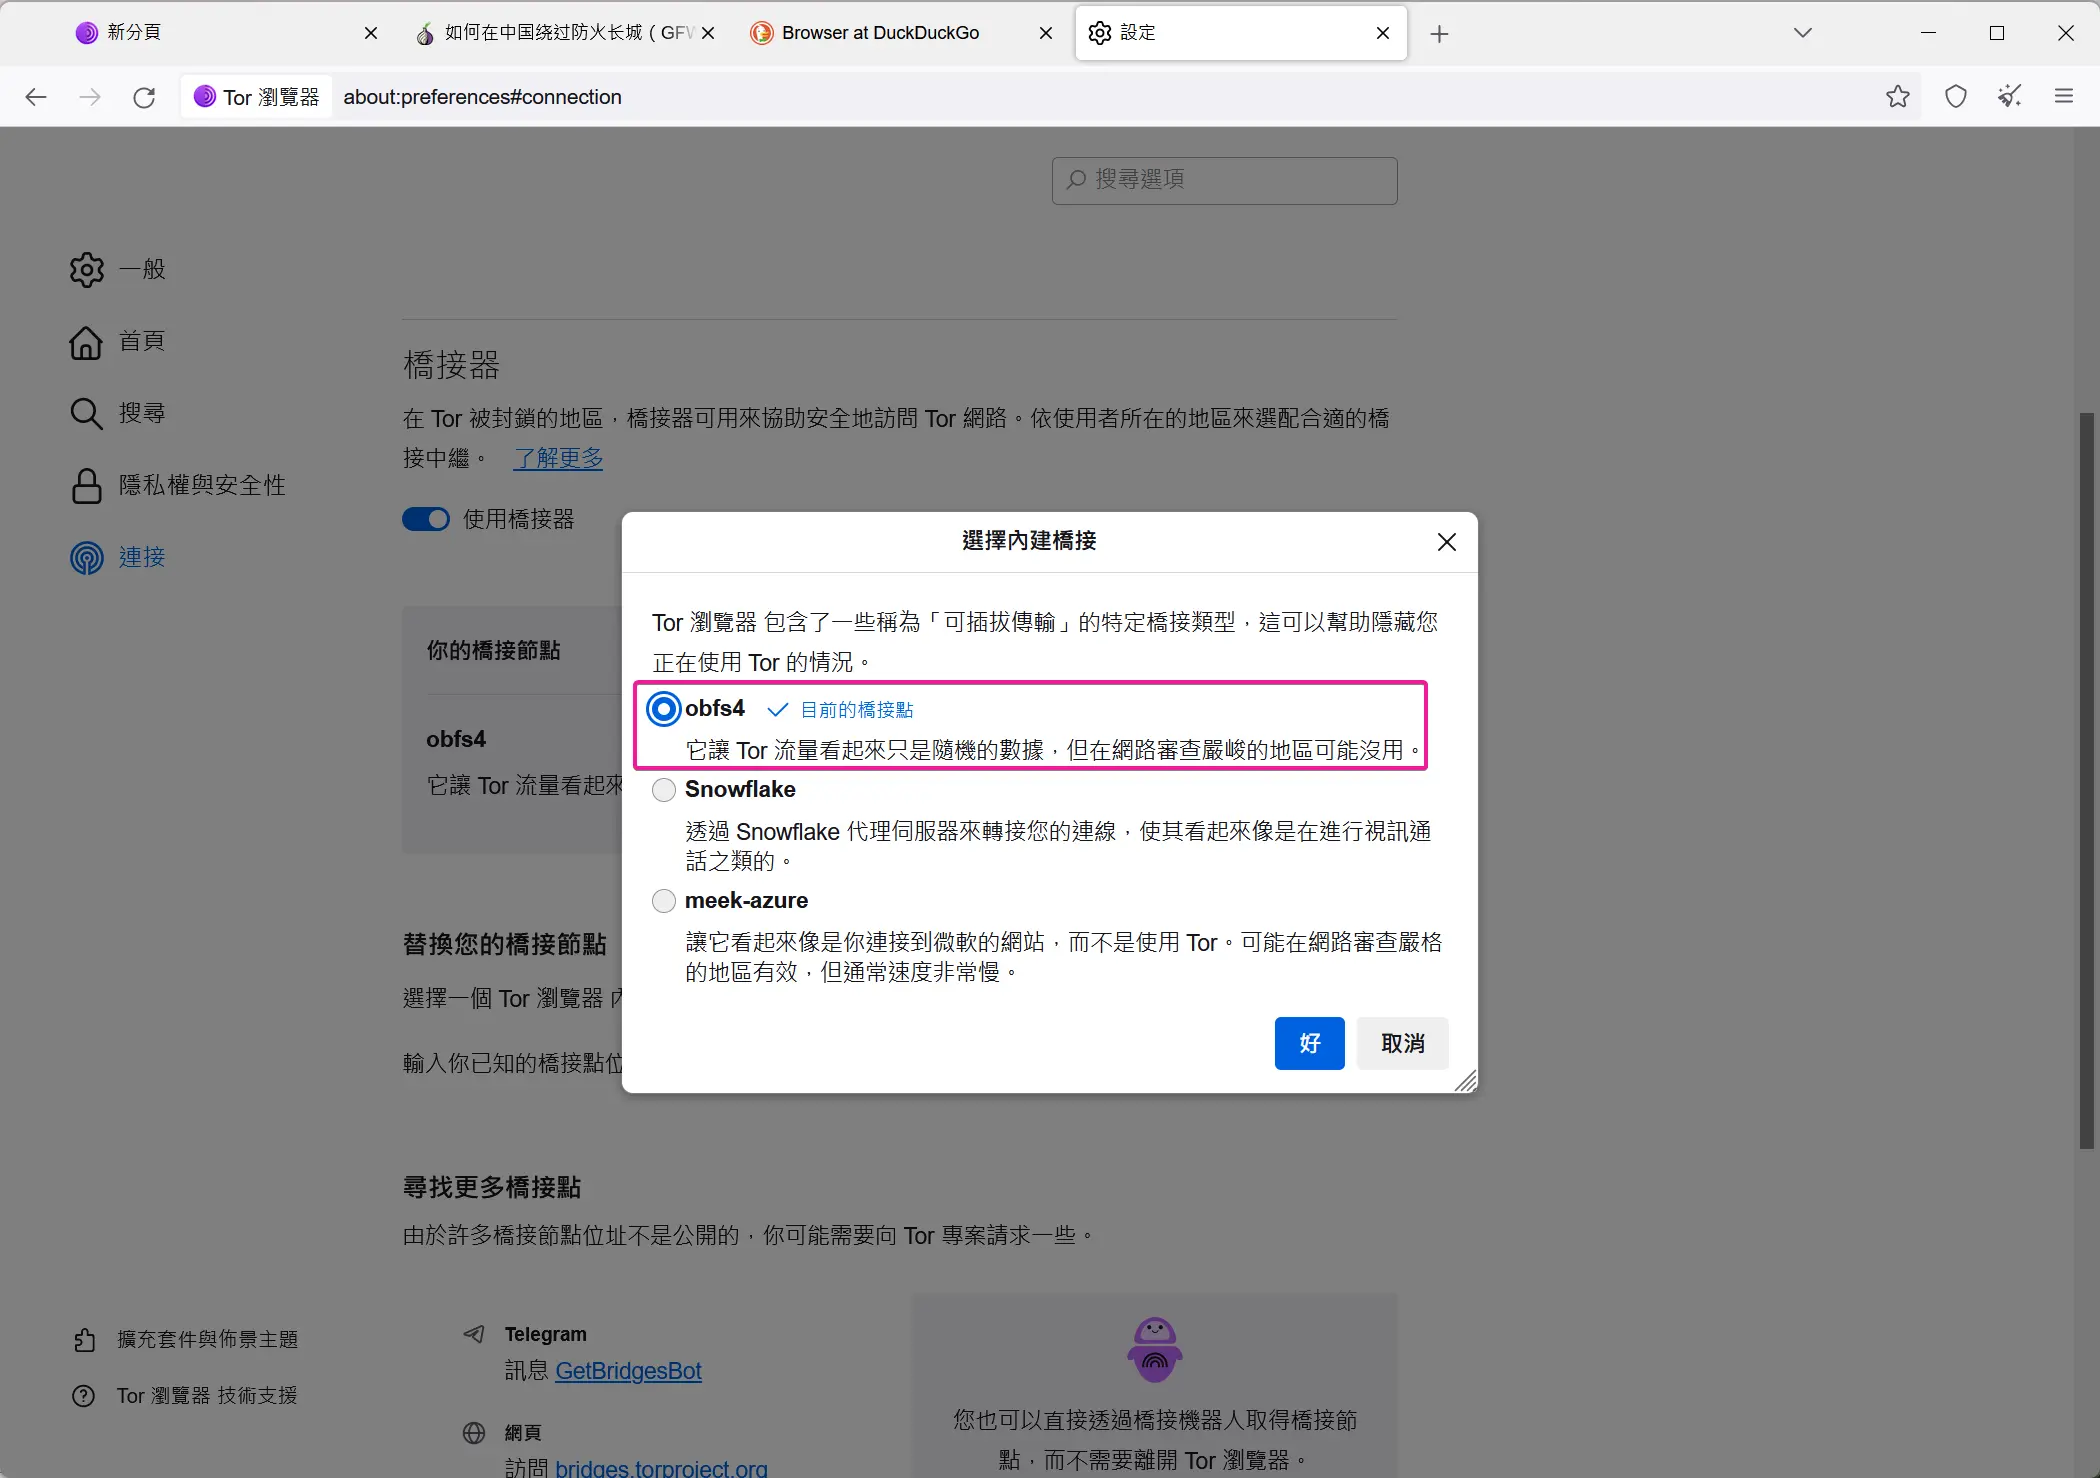 新分頁
如何在中国绕过防火长城（GFW
Browser at DuckDuckGo
設定
Tor 瀏覽器
about:preferences#connection
搜尋選項
一般
首頁
搜尋
隱私權與安全性
連接
橋接器
在 Tor 被封鎖的地區，橋接器可用來協助安全地訪問 Tor 網路。依使用者所在的地區來選配合適的橋
接中繼。 了解更多
使用橋接器
你的橋接節點
obfs4
它讓 Tor 流量看起來
替換您的橋接節點
選擇一個 Tor 瀏覽器
輸入你已知的橋接點位
選擇內建橋接
Tor 瀏覽器 包含了一些稱為「可插拔傳輸」的特定橋接類型，這可以幫助隱藏您
正在使用 Tor 的情況。
obfs4 目前的橋接點
它讓 Tor 流量看起來只是隨機的數據，但在網路審查嚴峻的地區可能沒用。
Snowflake
透過 Snowflake 代理伺服器來轉接您的連線，使其看起來像是在進行視訊通
話之類的。
meek-azure
讓它看起來像是你連接到微軟的網站，而不是使用 Tor。可能在網路審查嚴格
的地區有效，但通常速度非常慢。
好
取消
尋找更多橋接點
由於許多橋接節點位址不是公開的，你可能需要向 Tor 專案請求一些。
Telegram
訊息 GetBridgesBot
網頁
訪問 bridges.torproject.org
您也可以直接透過橋接機器人取得橋接節
點，而不需要離開 Tor 瀏覽器。
擴充套件與佈景主題
Tor 瀏覽器 技術支援